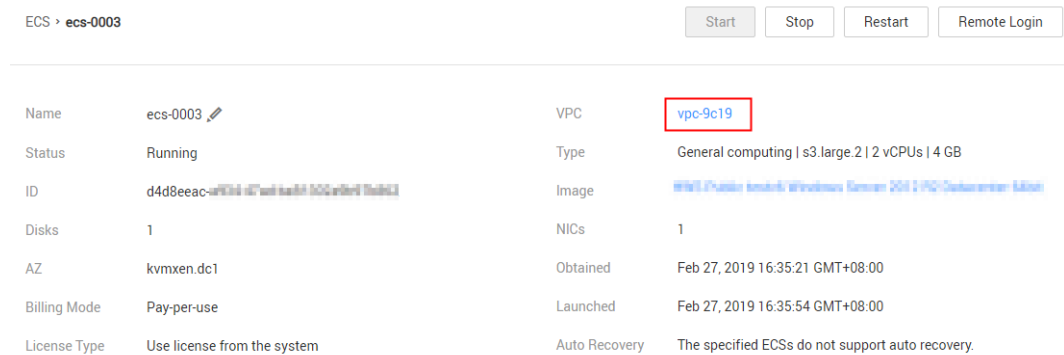 ECS > ecs-0003
Start Stop Restart Remote Login
Name ecs-0003
Status Running
ID d4d8eeac-
Disks 1
AZ kvmxen.dc1
Billing Mode Pay-per-use
License Type Use license from the system
VPC vpc-9c19
Type General computing | s3.large.2 | 2 vCPUs | 4 GB
Image
NICs 1
Obtained Feb 27, 2019 16:35:21 GMT+08:00
Launched Feb 27, 2019 16:35:54 GMT+08:00
Auto Recovery The specified ECSs do not support auto recovery.